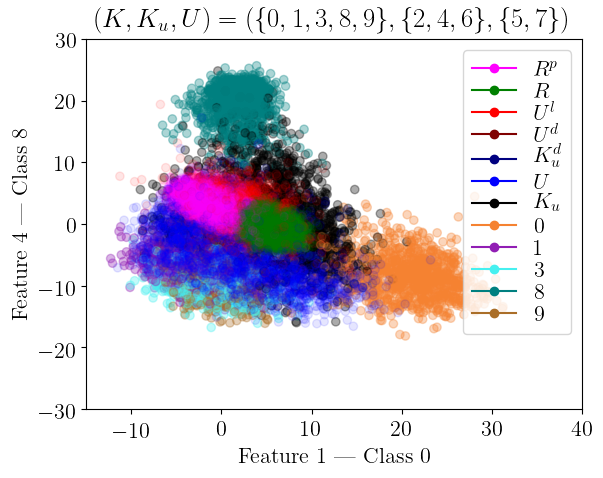 (K, K_u, U) = ({0, 1, 3, 8, 9}, {2, 4, 6}, {5, 7})
30
20
10
0
−10
−20
−30
Feature 4 — Class 8
R^p
R
U^l
U^d
K_u^d
U
K_u
0
1
3
8
9
−10
0
10
20
30
40
Feature 1 — Class 0